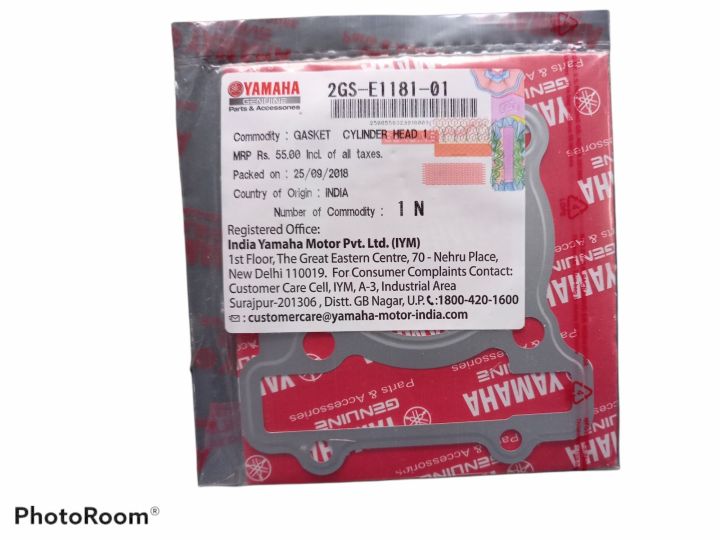 YAMAHA
GENUINE
Parts & Accessories
2GS-E1181-01
Commodity : GASKET CYLINDER HEAD 1
MRP Rs. 55.00 Incl. of all taxes.
Packed on : 25/09/2018
Country of Origin : INDIA
Number of Commodity : 1 N
Registered Office:
India Yamaha Motor Pvt. Ltd. (IYM)
1st Floor, The Great Eastern Centre, 70 - Nehru Place,
New Delhi 110019. For Consumer Complaints Contact:
Customer Care Cell, IYM, A-3, Industrial Area
Surajpur-201306 , Distt. GB Nagar, U.P. :1800-420-1600
: customercare@yamaha-motor-india.com
YAMAHA
GENUINE
Parts & Accessories
YAMAHA
GENUINE
Parts & Accessories
PhotoRoom®